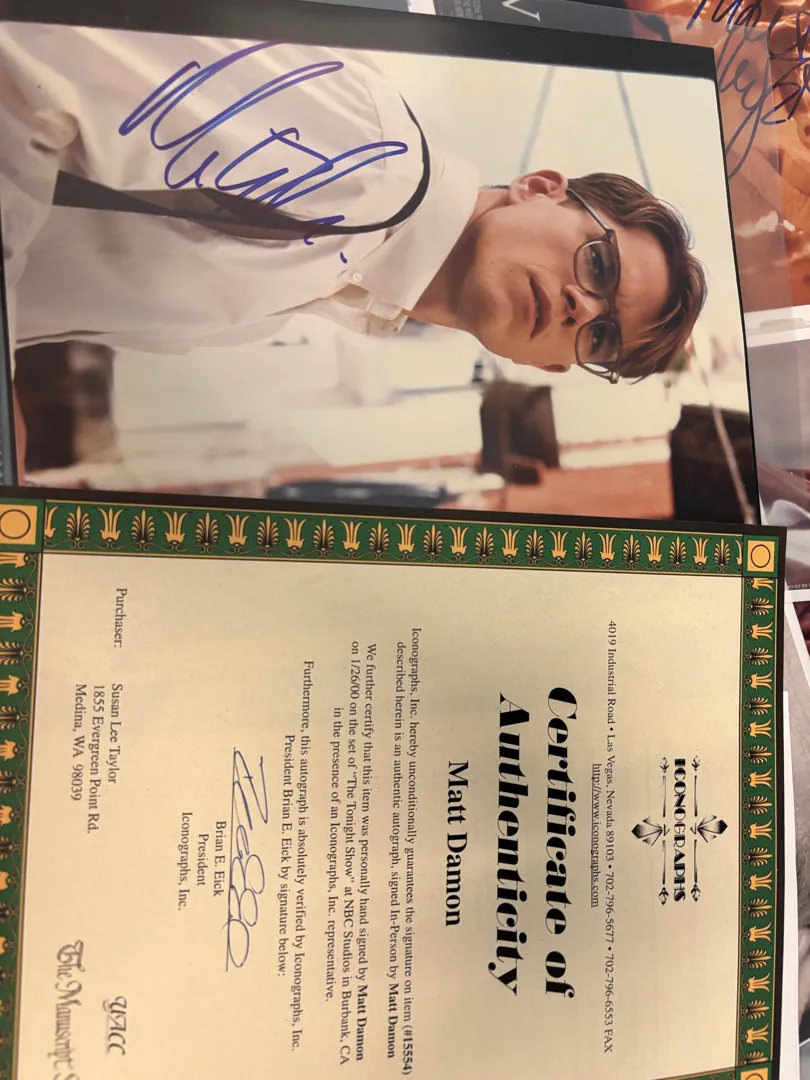 ICONOGRAPHS
4019 Industrial Road • Las Vegas, Nevada 89103 • 702-796-5677 • 702-796-6553 FAX
http://www.iconographs.com
Certificate of
Authenticity
Matt Damon
Iconographs, Inc. hereby unconditionally guarantees the signature on item (#15554)
described herein is an authentic autograph, signed In-Person by Matt Damon
We further certify that this item was personally hand signed by Matt Damon
on 1/26/00 on the set of "The Tonight Show" at NBC Studios in Burbank, CA
in the presence of an Iconographs, Inc. representative.
Furthermore, this autograph is absolutely verified by Iconographs, Inc.
President Brian E. Eick by signature below:
Brian E. Eick
President
Iconographs, Inc.
Purchaser:
Susan Lee Taylor
1855 Evergreen Point Rd.
Medina, WA 98039
UACC
The Manuscript